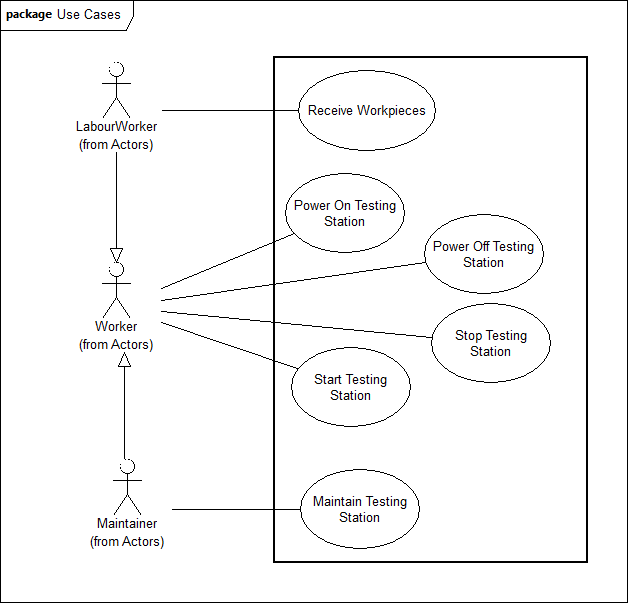 package Use Cases
LabourWorker
(from Actors)
Receive Workpieces
Power On Testing
Station
Power Off Testing
Station
Worker
(from Actors)
Stop Testing
Station
Start Testing
Station
Maintainer
(from Actors)
Maintain Testing
Station